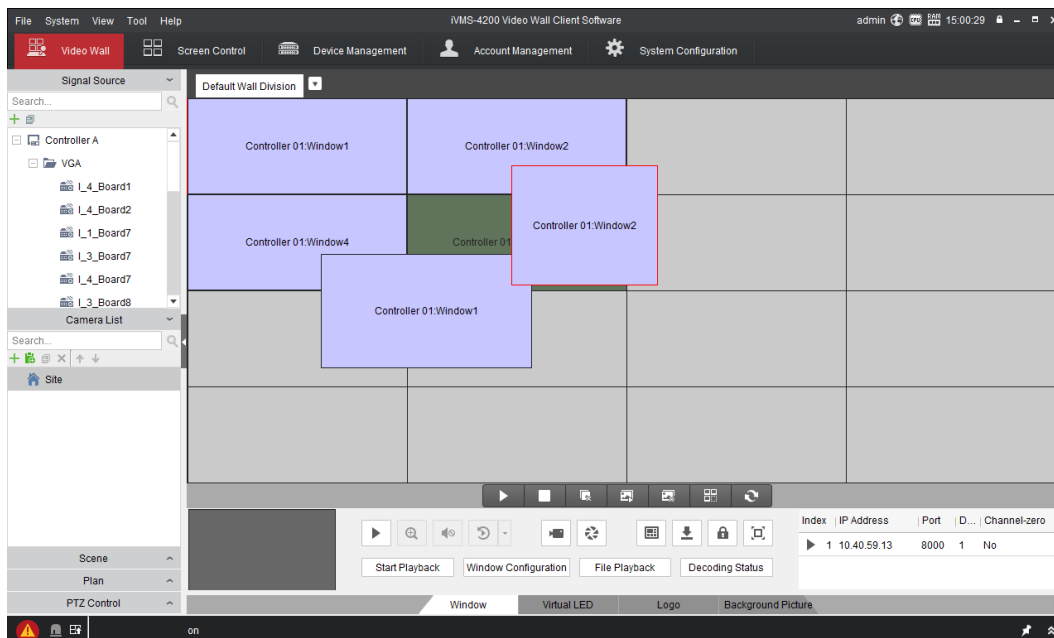 File System View Tool Help iVMS-4200 Video Wall Client Software admin RAM 15:00:29
Video Wall Screen Control Device Management Account Management System Configuration
Signal Source
Default Wall Division
Search...
Controller A
VGA
I_4_Board1
I_4_Board2
I_1_Board7
I_3_Board7
I_4_Board7
I_3_Board8
Controller 01:Window1
Controller 01:Window2
Controller 01:Window2
Controller 01:Window4
Controller 01
Controller 01:Window1
Camera List
Search...
Site
Scene
Plan
PTZ Control
Start Playback Window Configuration File Playback Decoding Status
Index IP Address Port D... Channel-zero
1 10.40.59.13 8000 1 No
Window Virtual LED Logo Background Picture
on